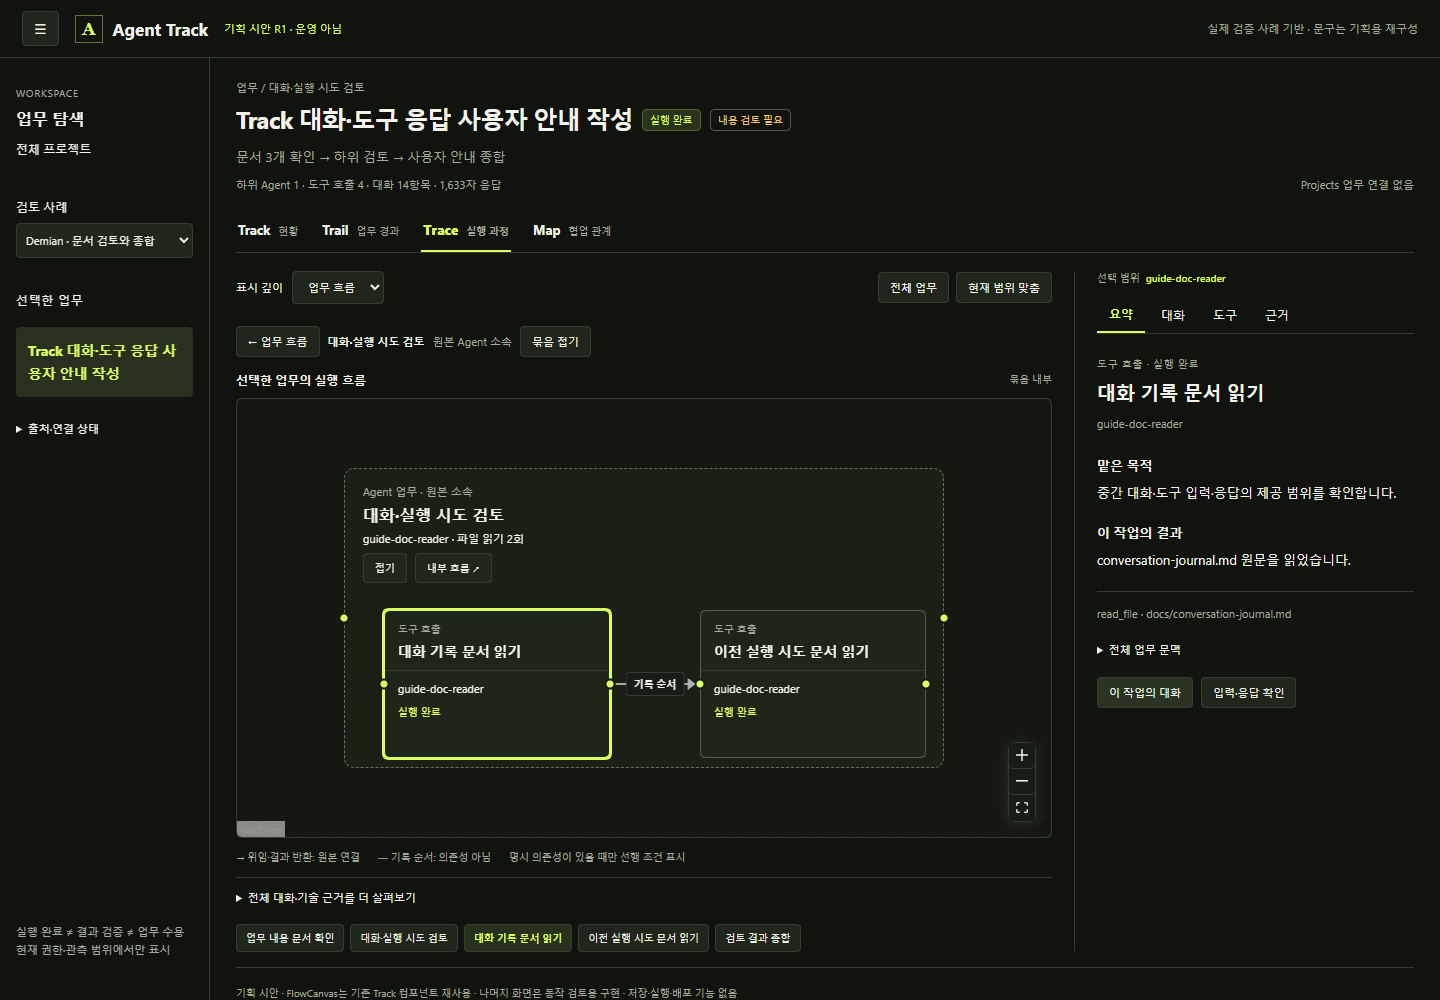 ☰ A Agent Track 기획 시안 R1 · 운영 아님
실제 검증 사례 기반 · 문구는 기획용 재구성
WORKSPACE
업무 탐색
전체 프로젝트
검토 사례
Demian · 문서 검토와 종합
선택한 업무
Track 대화·도구 응답 사
용자 안내 작성
▶ 출처·연결 상태
실행 완료 ≠ 결과 검증 ≠ 업무 수용
현재 권한·관측 범위에서만 표시
업무 / 대화·실행 시도 검토
Track 대화·도구 응답 사용자 안내 작성 실행 완료 내용 검토 필요
문서 3개 확인 → 하위 검토 → 사용자 안내 종합
하위 Agent 1 · 도구 호출 4 · 대화 14항목 · 1,633자 응답
Projects 업무 연결 없음
Track 현황 Trail 업무 경과 Trace 실행 과정 Map 협업 관계
표시 깊이 업무 흐름 전체 업무 현재 범위 맞춤
← 업무 흐름 대화·실행 시도 검토 원본 Agent 소속 묶음 접기
선택한 업무의 실행 흐름 묶음 내부
Agent 업무 · 원본 소속
대화·실행 시도 검토
guide-doc-reader · 파일 읽기 2회
접기 내부 흐름 ↗
도구 호출
대화 기록 문서 읽기
guide-doc-reader
실행 완료
기록 순서
도구 호출
이전 실행 시도 문서 읽기
guide-doc-reader
실행 완료
→ 위임·결과 반환: 원본 연결 --- 기록 순서: 의존성 아님 명시 의존성이 있을 때만 선행 조건 표시
▶ 전체 대화·기술 근거를 더 살펴보기
업무 내용 문서 확인 대화·실행 시도 검토 대화 기록 문서 읽기 이전 실행 시도 문서 읽기 검토 결과 종합
기획 시안 · FlowCanvas는 기존 Track 컴포넌트 재사용 · 나머지 화면은 동작 검토용 구현 · 저장·실행·배포 기능 없음
선택 범위 guide-doc-reader
요약 대화 도구 근거
도구 호출 · 실행 완료
대화 기록 문서 읽기
guide-doc-reader
맡은 목적
중간 대화·도구 입력·응답의 제공 범위를 확인합니다.
이 작업의 결과
conversation-journal.md 원문을 읽었습니다.
read_file · docs/conversation-journal.md
▶ 전체 업무 문맥
이 작업의 대화 입력·응답 확인